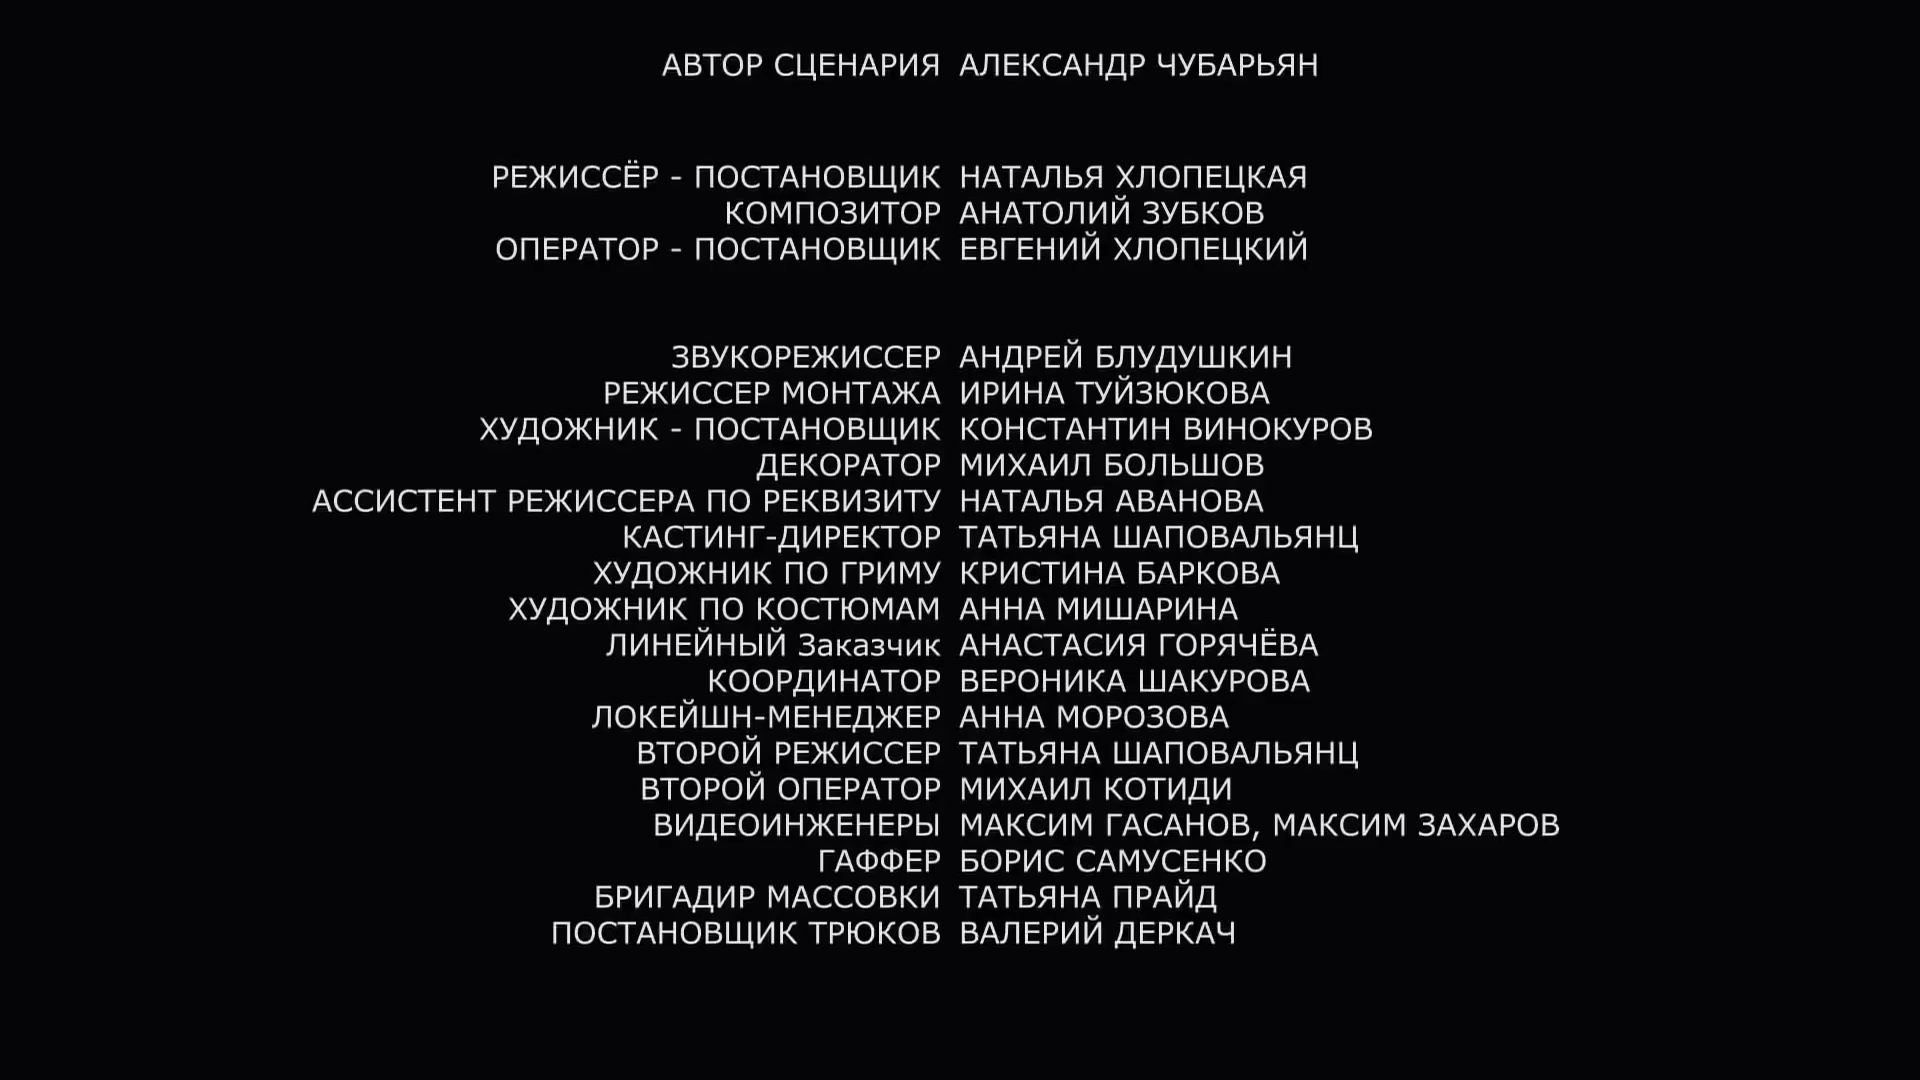 АВТОР СЦЕНАРИЯ АЛЕКСАНДР ЧУБАРЬЯН
РЕЖИССЁР - ПОСТАНОВЩИК НАТАЛЬЯ ХЛОПЕЦКАЯ
КОМПОЗИТОР АНАТОЛИЙ ЗУБКОВ
ОПЕРАТОР - ПОСТАНОВЩИК ЕВГЕНИЙ ХЛОПЕЦКИЙ
ЗВУКОРЕЖИССЕР АНДРЕЙ БЛУДУШКИН
РЕЖИССЕР МОНТАЖА ИРИНА ТУЙЗЮКОВА
ХУДОЖНИК - ПОСТАНОВЩИК КОНСТАНТИН ВИНОКУРОВ
ДЕКОРАТОР МИХАИЛ БОЛЬШОВ
АССИСТЕНТ РЕЖИССЕРА ПО РЕКВИЗИТУ НАТАЛЬЯ АВАНОВА
КАСТИНГ-ДИРЕКТОР ТАТЬЯНА ШАПОВАЛЬЯНЦ
ХУДОЖНИК ПО ГРИМУ КРИСТИНА БАРКОВА
ХУДОЖНИК ПО КОСТЮМАМ АННА МИШАРИНА
ЛИНЕЙНЫЙ Заказчик АНАСТАСИЯ ГОРЯЧЁВА
КООРДИНАТОР ВЕРОНИКА ШАКУРОВА
ЛОКЕЙШН-МЕНЕДЖЕР АННА МОРОЗОВА
ВТОРОЙ РЕЖИССЕР ТАТЬЯНА ШАПОВАЛЬЯНЦ
ВТОРОЙ ОПЕРАТОР МИХАИЛ КОТИДИ
ВИДЕОИНЖЕНЕРЫ МАКСИМ ГАСАНОВ, МАКСИМ ЗАХАРОВ
ГАФФЕР БОРИС САМУСЕНКО
БРИГАДИР МАССОВКИ ТАТЬЯНА ПРАЙД
ПОСТАНОВЩИК ТРЮКОВ ВАЛЕРИЙ ДЕРКАЧ